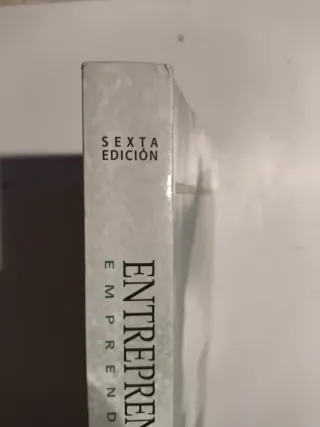 SEXTA
EDICIÓN
ENTREPREN
EMPREND